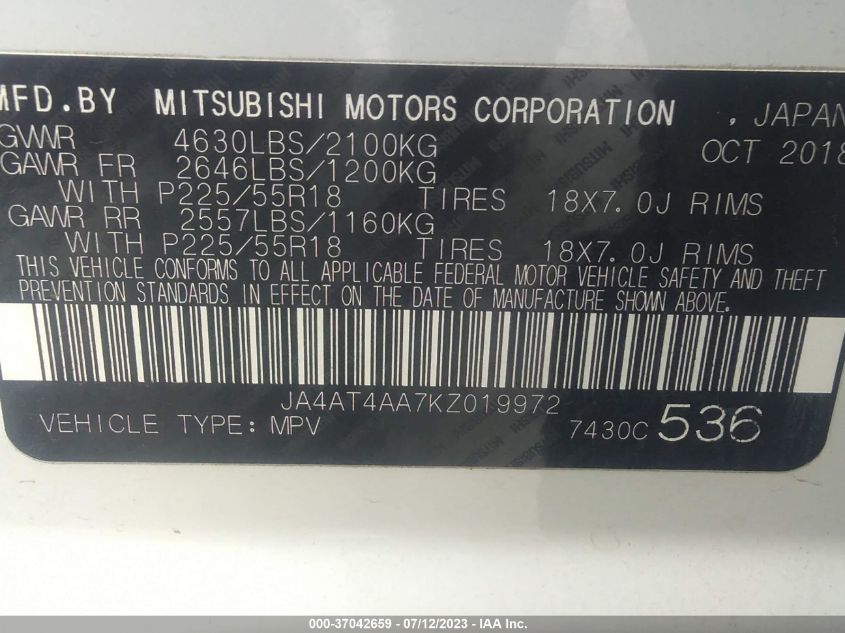 MFD.BY MITSUBISHI MOTORS CORPORATION , JAPAN
GVWR 4630LBS/2100KG OCT 2018
GAWR FR 2646LBS/1200KG
WITH P225/55R18 TIRES 18X7.0J RIMS
GAWR RR 2557LBS/1160KG
WITH P225/55R18 TIRES 18X7.0J RIMS
THIS VEHICLE CONFORMS TO ALL APPLICABLE FEDERAL MOTOR VEHICLE SAFETY AND THEFT
PREVENTION STANDARDS IN EFFECT ON THE DATE OF MANUFACTURE SHOWN ABOVE.
JA4AT4AA7KZ019972
VEHICLE TYPE: MPV 7430C 536
000-37042659 - 07/12/2023 - IAA Inc.